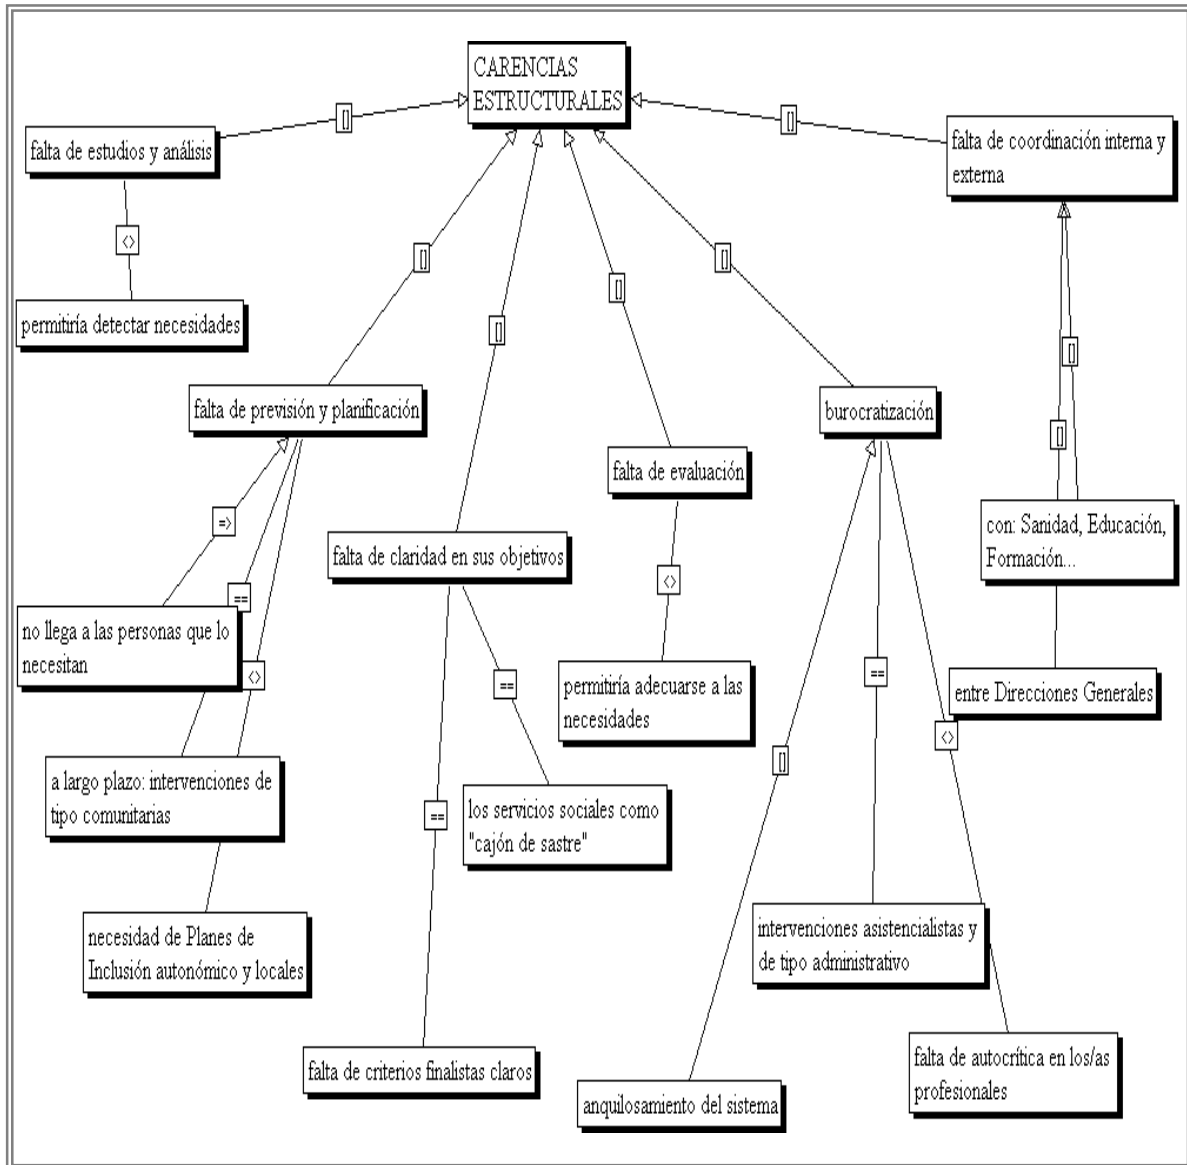 CARENCIAS
ESTRUCTURALES
[]
[]
falta de estudios y análisis
falta de coordinación interna y
externa
<>
[]
[]
[]
permitiría detectar necesidades
[]
[]
falta de previsión y planificación
burocratización
[]
falta de evaluación
=>
con: Sanidad, Educación,
Formación...
falta de claridad en sus objetivos
<>
==
no llega a las personas que lo
necesitan
<>
==
==
permitiría adecuarse a las
necesidades
entre Direcciones Generales
<>
[]
a largo plazo: intervenciones de
tipo comunitarias
==
los servicios sociales como
"cajón de sastre"
necesidad de Planes de
Inclusión autonómico y locales
intervenciones asistencialistas y
de tipo administrativo
falta de criterios finalistas claros
falta de autocrítica en los/as
profesionales
anquilosamiento del sistema